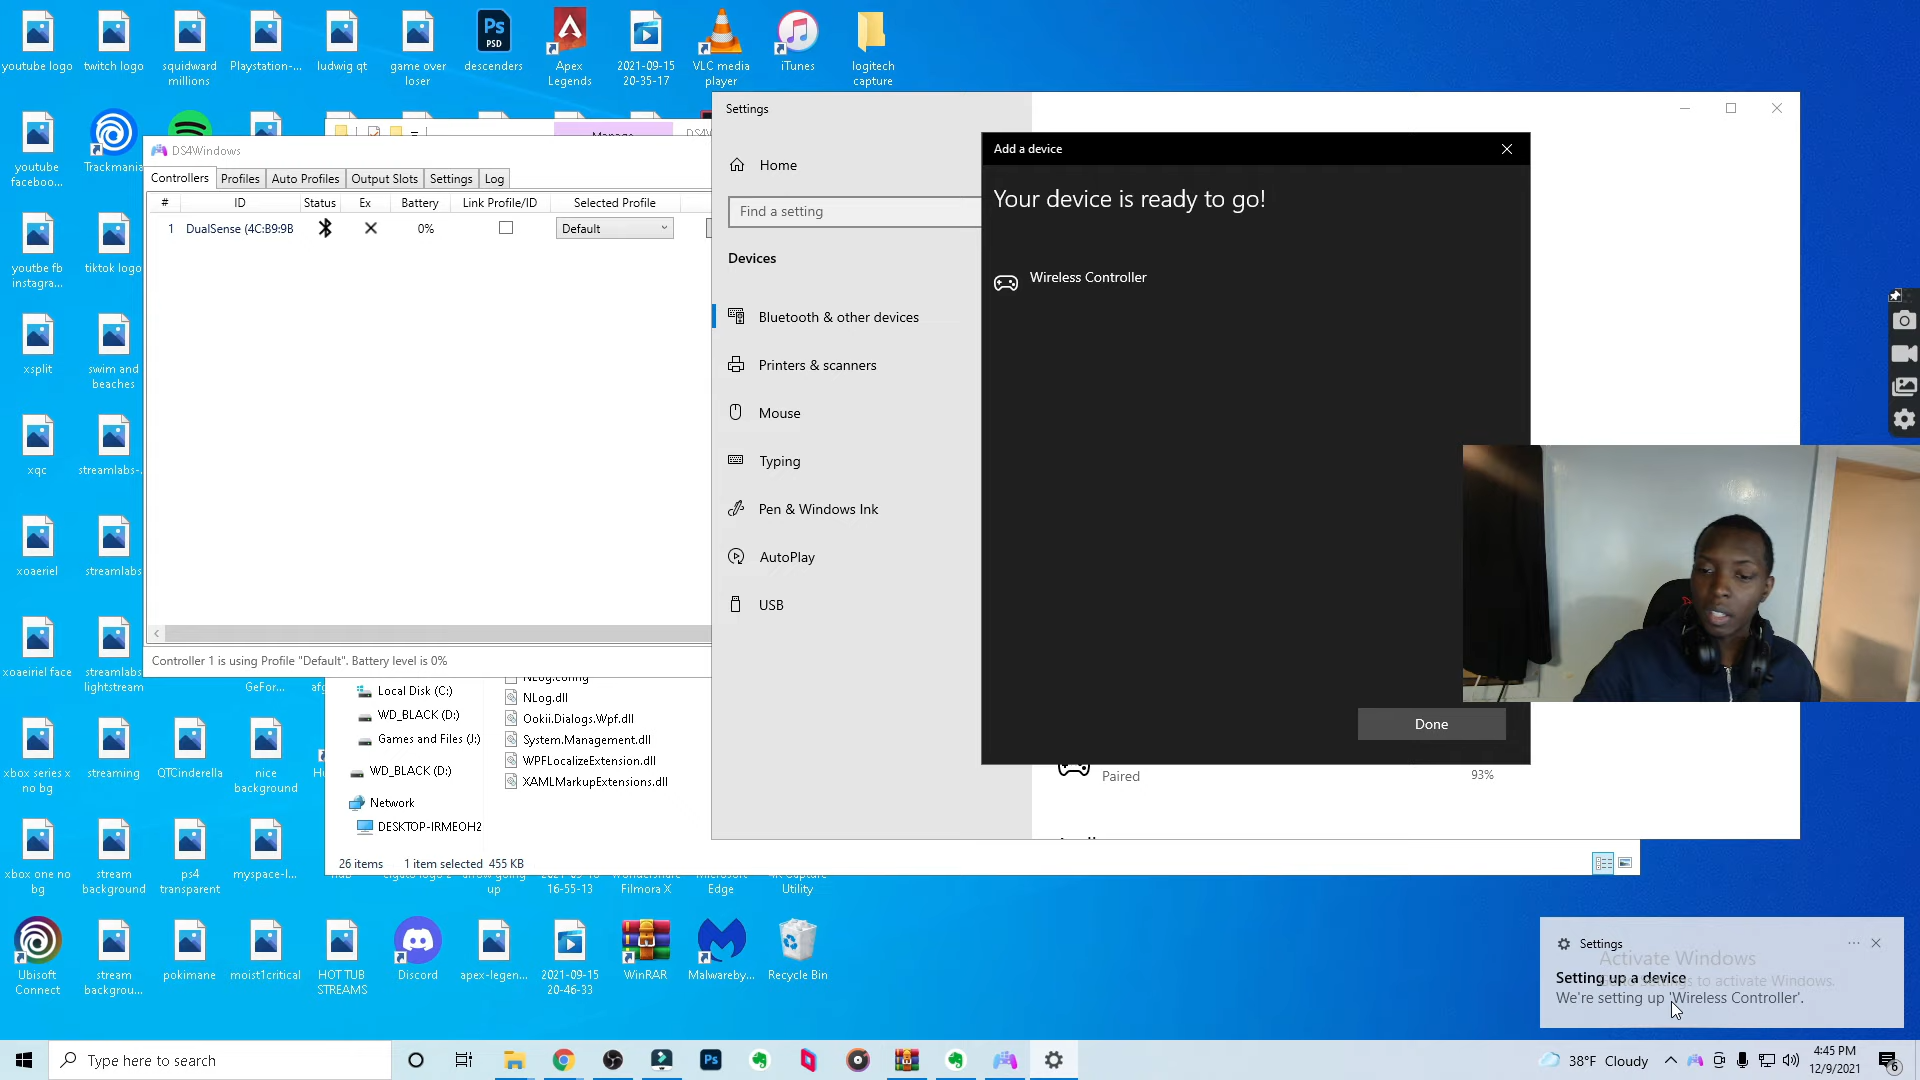 youtube logo
twitch logo
squidward
millions
Playstation-...
ludwig qt
game over
loser
descenders
Apex
Legends
2021-09-15
20-35-17
VLC media
player
iTunes
logitech
capture
youtube
faceboo...
Trackmania
youtbe fb
instagra...
tiktok logo
xsplit
swim and
beaches
xqc
streamlabs-...
xoaeriel
streamlabs
xoaeiriel face
streamlabs
lightstream
GeFor...
xbox series x
no bg
streaming
QTCinderella
nice
background
xbox one no
bg
stream
background
ps4
transparent
myspace-l...
up
16-55-13
Filmora X
Edge
Utility
Ubisoft
Connect
stream
backgrou...
pokimane
moist1critical
HOT TUB
STREAMS
Discord
apex-legen...
2021-09-15
20-46-33
WinRAR
Malwareby...
Recycle Bin
Manage
DS4W
DS4Windows
Controllers
Profiles
Auto Profiles
Output Slots
Settings
Log
# ID Status Ex Battery Link Profile/ID Selected Profile
1 DualSense (4C:B9:9B 0% Default
Controller 1 is using Profile "Default". Battery level is 0%
Local Disk (C:)
WD_BLACK (D:)
Games and Files (J:)
WD_BLACK (D:)
Network
DESKTOP-IRMEOH2
NLog.config
NLog.dll
Ookii.Dialogs.Wpf.dll
System.Management.dll
WPFLocalizeExtension.dll
XAMLMarkupExtensions.dll
26 items 1 item selected 455 KB
Settings
Home
Find a setting
Devices
Bluetooth & other devices
Printers & scanners
Mouse
Typing
Pen & Windows Ink
AutoPlay
USB
Add a device
Your device is ready to go!
Wireless Controller
Done
Paired 93%
Settings
Activate Windows
Setting up a device
to activate Windows.
We're setting up 'Wireless Controller'.
Type here to search
38°F Cloudy
4:45 PM
12/9/2021
6